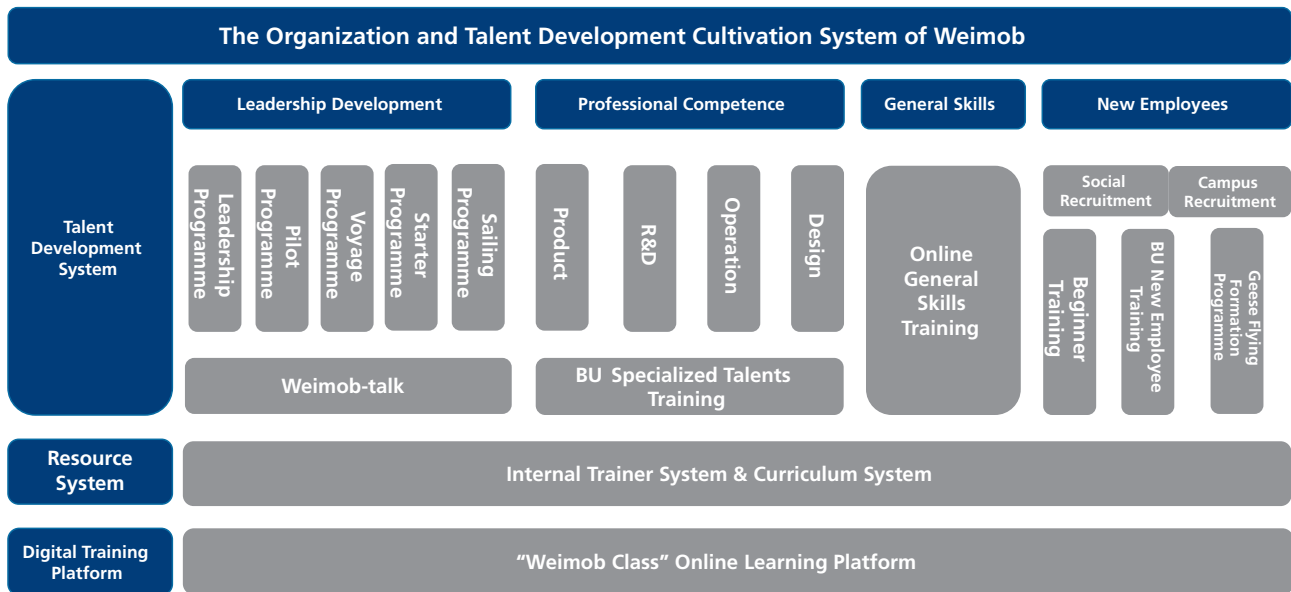 The Organization and Talent Development Cultivation System of Weimob
Talent
Development
System
Leadership Development
Professional Competence
General Skills
New Employees
Leadership
Programme
Pilot
Programme
Voyage
Programme
Starter
Programme
Sailing
Programme
Weimob-talk
Product
R&D
Operation
Design
BU Specialized Talents
Training
Online
General
Skills
Training
Social
Recruitment
Campus
Recruitment
Beginner
Training
BU New Employee
Training
Geese Flying
Formation
Programme
Resource
System
Internal Trainer System & Curriculum System
Digital Training
Platform
“Weimob Class” Online Learning Platform